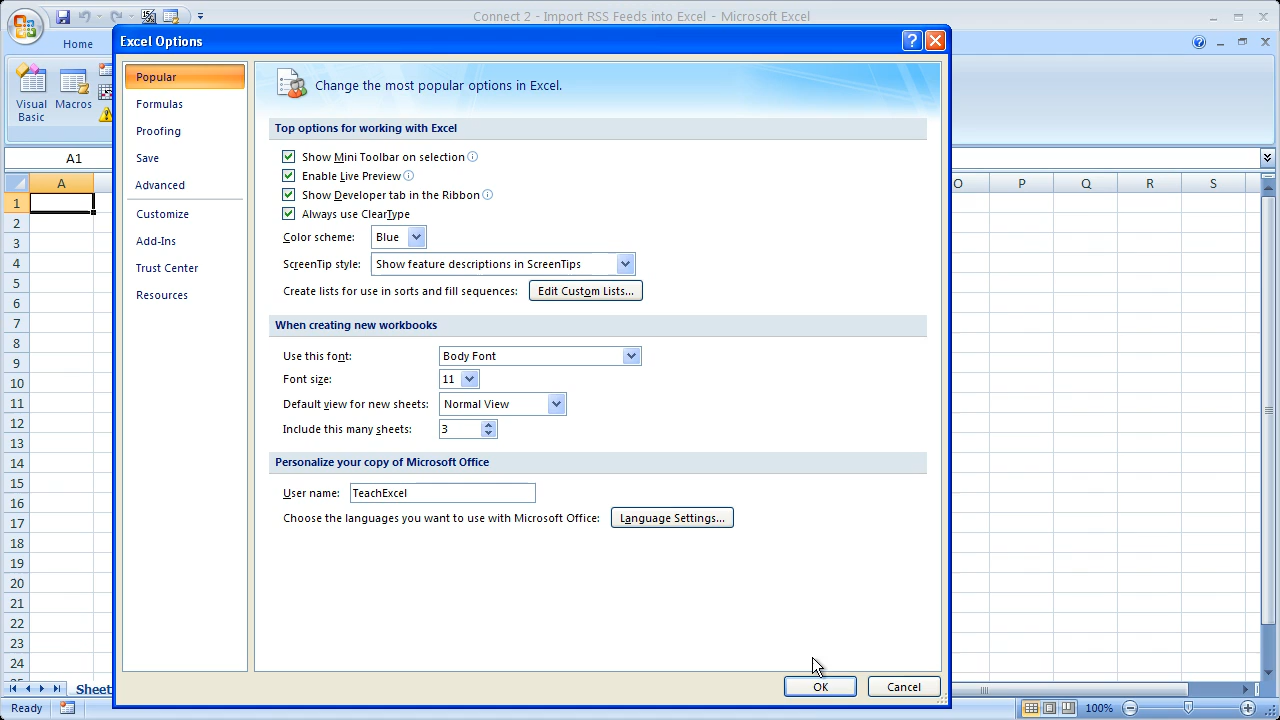 Connect 2 - Import RSS Feeds into Excel - Microsoft Excel
Excel Options
Home
Visual Basic
Macros
A1
Popular
Formulas
Proofing
Save
Advanced
Customize
Add-Ins
Trust Center
Resources
Change the most popular options in Excel.
Top options for working with Excel
Show Mini Toolbar on selection
Enable Live Preview
Show Developer tab in the Ribbon
Always use ClearType
Color scheme: Blue
ScreenTip style: Show feature descriptions in ScreenTips
Create lists for use in sorts and fill sequences: Edit Custom Lists...
When creating new workbooks
Use this font: Body Font
Font size: 11
Default view for new sheets: Normal View
Include this many sheets: 3
Personalize your copy of Microsoft Office
User name: TeachExcel
Choose the languages you want to use with Microsoft Office: Language Settings...
OK Cancel
A O P Q R S
1
2
3
4
5
6
7
8
9
10
11
12
13
14
15
16
17
18
19
20
21
22
23
24
Sheet
Ready 100%